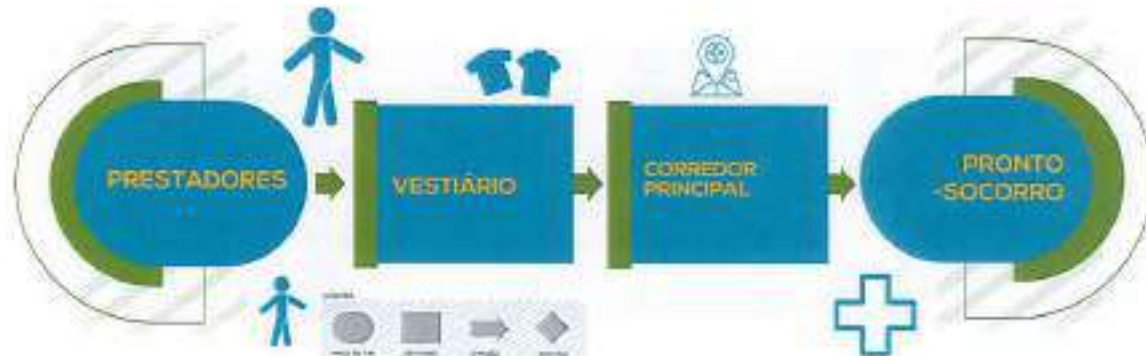 PRESTADORES
VESTIÁRIO
CORREDOR
PRINCIPAL
PRONTO
-SOCORRO